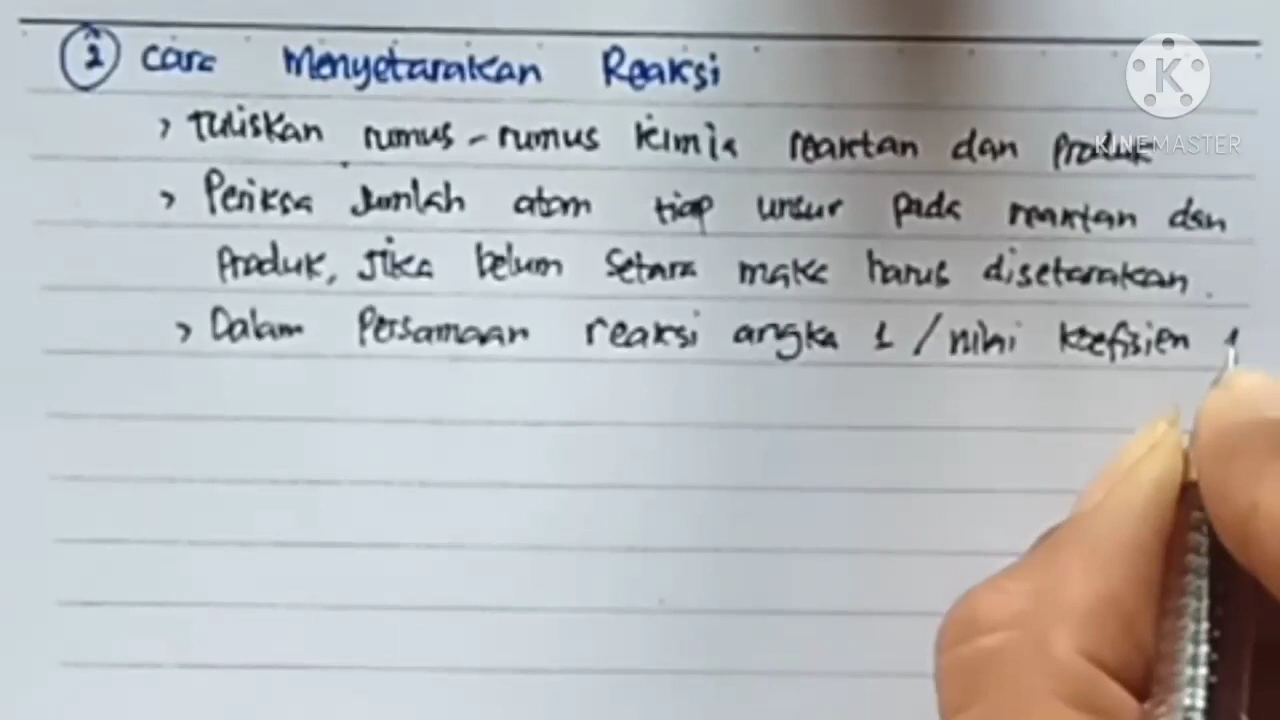 2 Cara Menyetarakan Reaksi
> Tuliskan rumus-rumus kimia reaktan dan Produk
> Periksa Jumlah atom tiap unsur pada reaktan dan
Produk, Jika belum Setara maka harus disetarakan.
> Dalam Persamaan reaksi angka 1 / nilai koefisien 1
K
KINEMASTER